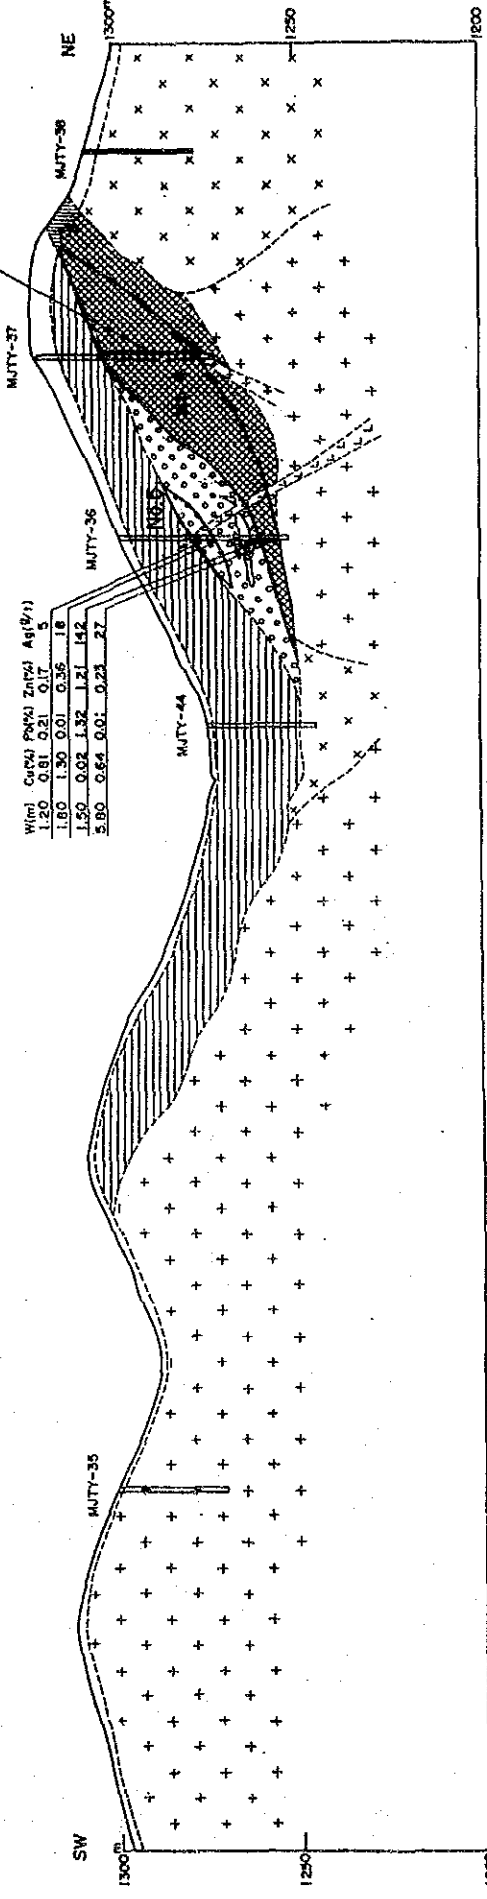 SW
1300m
1250
MJTY-35
MJTY-44
W(m) Cu(%) Pb(%) Zn(%) Ag(g/t)
1.20 0.81 0.21 0.17 5
1.80 1.30 0.01 0.36 18
1.50 0.02 1.32 1.21 142
5.80 0.64 0.01 0.23 27
MJTY-36
No.5
MJTY-37
MJTY-38
NE
1300m
1250
1200